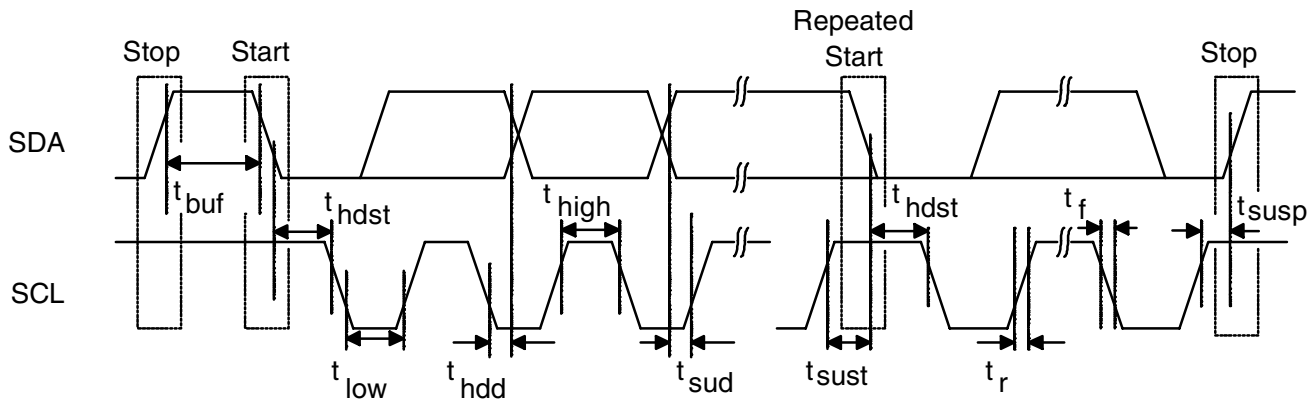 Repeated
Stop Start Start Stop
SDA
t buf t hdst t high t hdst t f t susp
SCL
t low t hdd t sud t sust t r